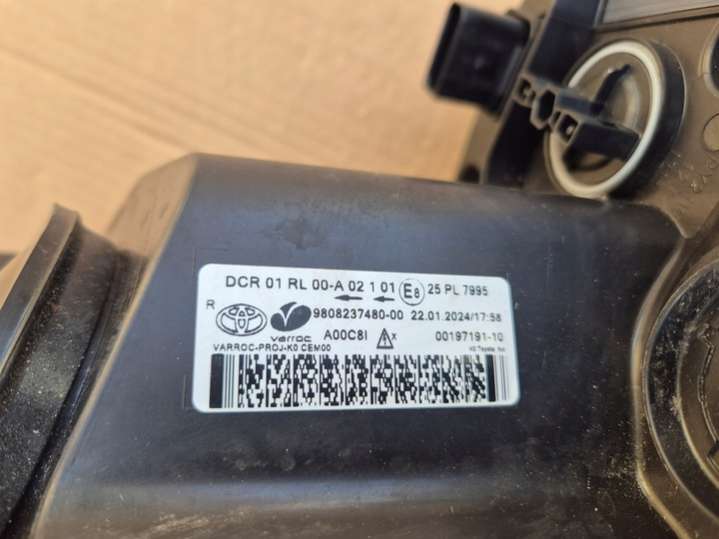 DCR 01 RL 00-A 02 1 01 E8 25 PL 7995
R
9808237480-00 22.01.2024/17:58
varroc A00C8I X 00197191-10
VARROC-PROJ-K0 CEM00